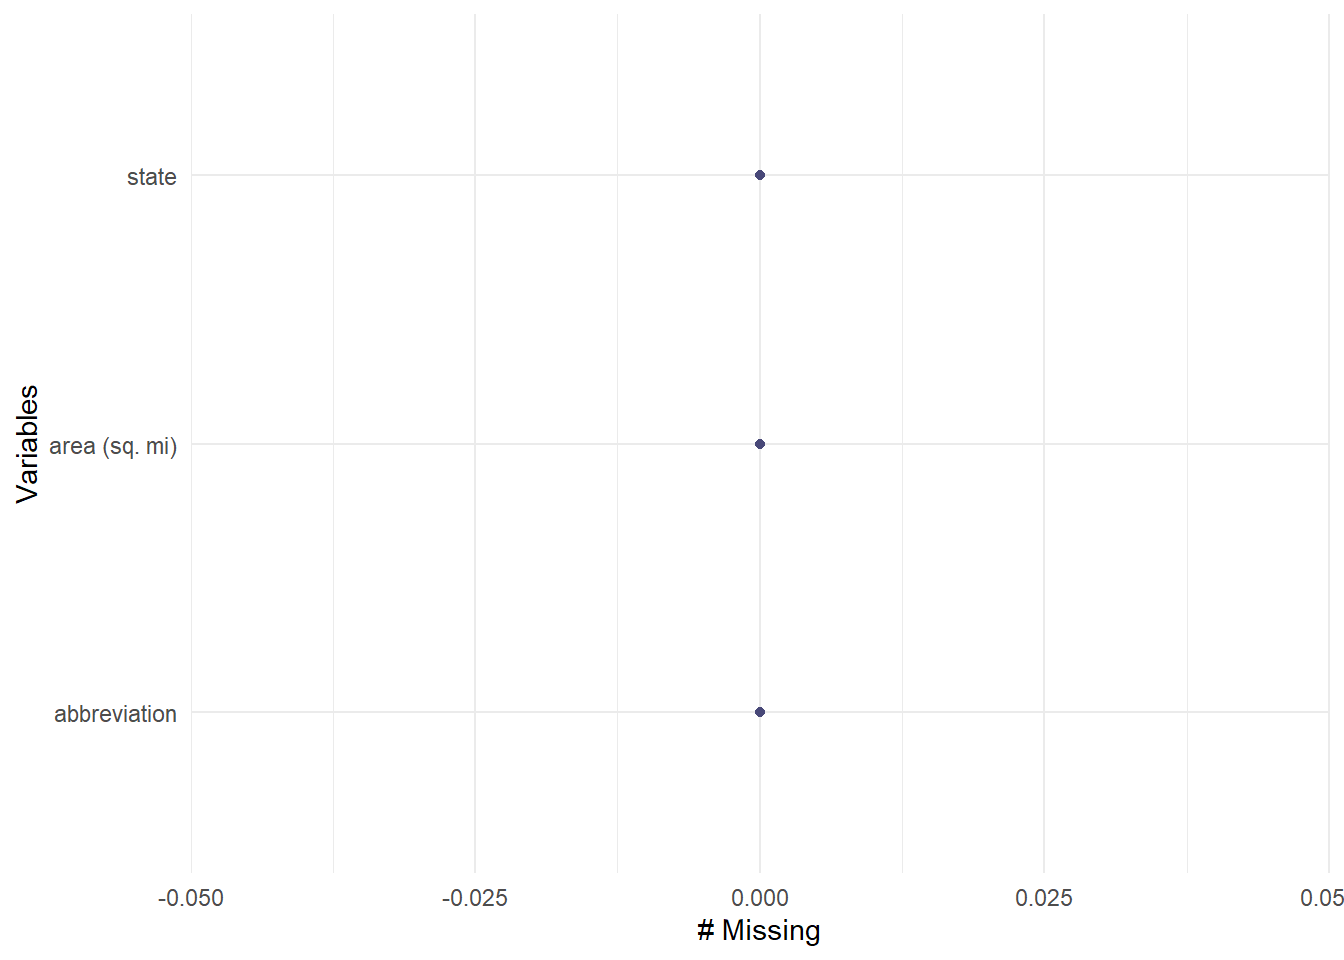 state
area (sq. mi)
abbreviation
Variables
-0.050
-0.025
0.000
0.025
0.05
# Missing